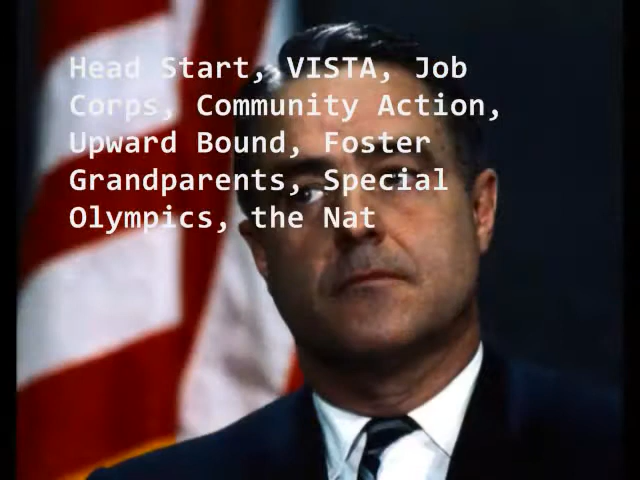 Head Start, VISTA, Job
Corps, Community Action,
Upward Bound, Foster
Grandparents, Special
Olympics, the Nat